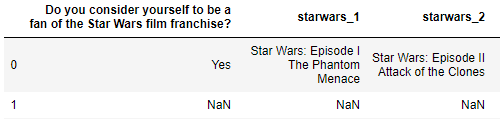 Do you consider yourself to be a
fan of the Star Wars film franchise?
starwars_1
starwars_2
0
Yes
Star Wars: Episode I
The Phantom
Menace
Star Wars: Episode II
Attack of the Clones
1
NaN
NaN
NaN